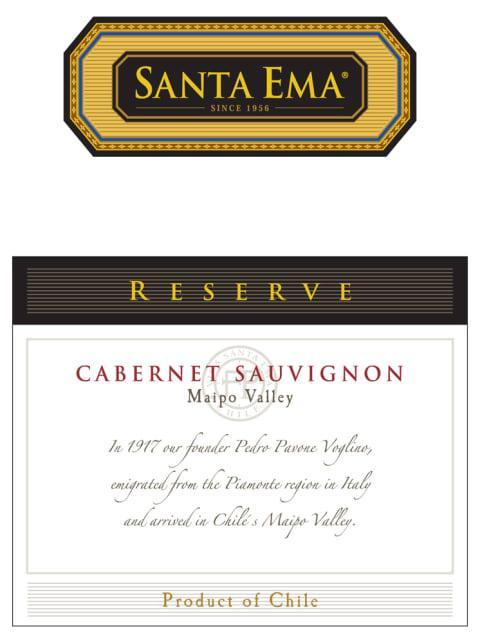 SANTA EMA®
SINCE 1956
RESERVE
CABERNET SAUVIGNON
Maipo Valley
In 1917 our founder Pedro Pavone Voglino,
emigrated from the Piamonte region in Italy
and arrived in Chilé s Maipo Valley.
Product of Chile